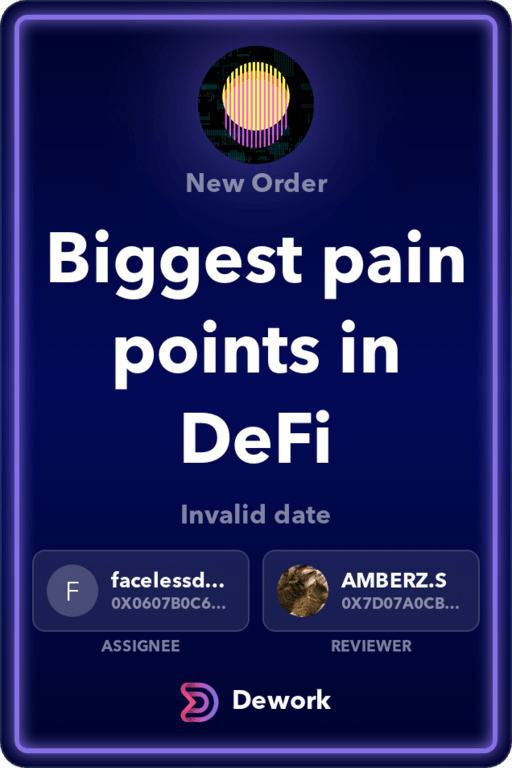 New Order
Biggest pain
points in
DeFi
Invalid date
F
facelessd...
0X0607B0C6...
ASSIGNEE
AMBERZ.S
0X7D07A0CB...
REVIEWER
Dework